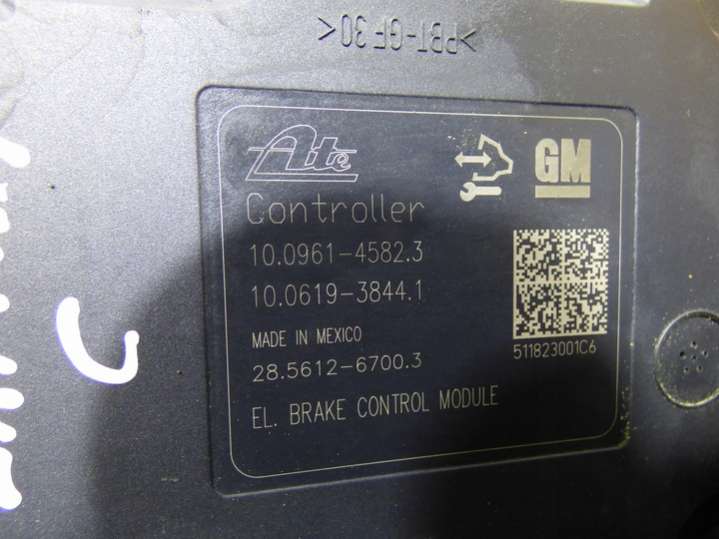 >PBT-GF30<
Ate
GM
Controller
10.0961-4582.3
10.0619-3844.1
MADE IN MEXICO
28.5612-6700.3
511823001C6
EL. BRAKE CONTROL MODULE